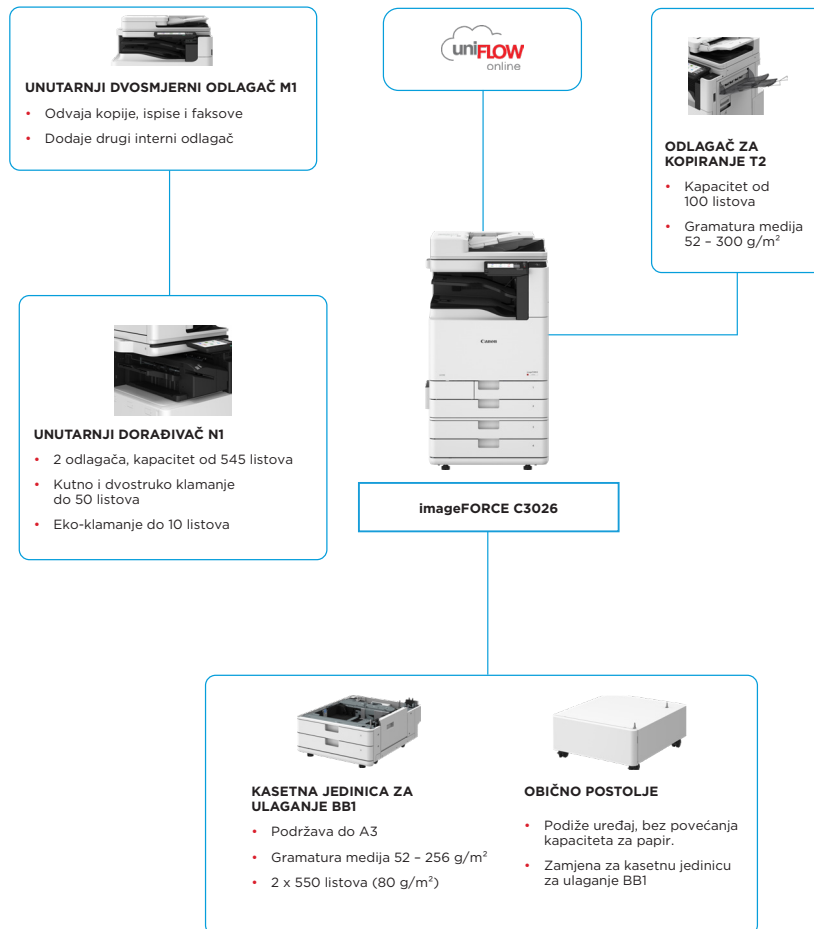 UNUTARNJI DVOSMJERNI ODLAGAČ M1
• Odvaja kopije, ispise i faksove
• Dodaje drugi interni odlagač
uniFLOW
online
ODLAGAČ ZA
KOPIRANJE T2
• Kapacitet od
100 listova
• Gramatura medija
52 – 300 g/m²
Canon
UNUTARNJI DORAĐIVAČ N1
• 2 odlagača, kapacitet od 545 listova
• Kutno i dvostruko klamanje
do 50 listova
• Eko-klamanje do 10 listova
imageFORCE C3026
KASETNA JEDINICA ZA
ULAGANJE BB1
• Podržava do A3
• Gramatura medija 52 – 256 g/m²
• 2 x 550 listova (80 g/m²)
OBIČNO POSTOLJE
• Podiže uređaj, bez povećanja
kapaciteta za papir.
• Zamjena za kasetnu jedinicu
za ulaganje BB1